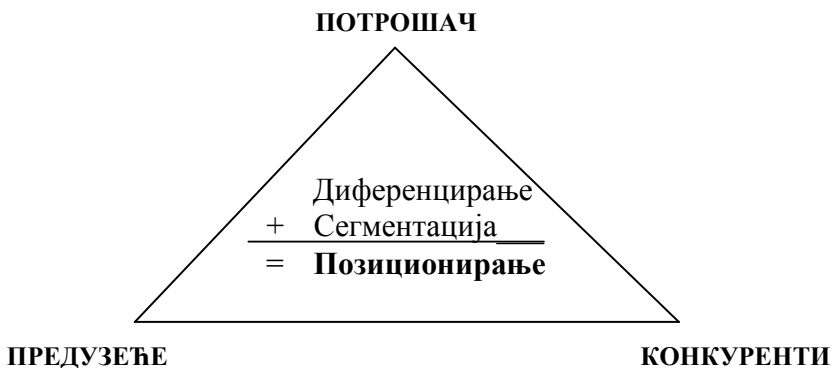 ПОТРОШАЧ
Диференцирање
+ Сегментација
= Позиционирање
ПРЕДУЗЕЋЕ КОНКУРЕНТИ